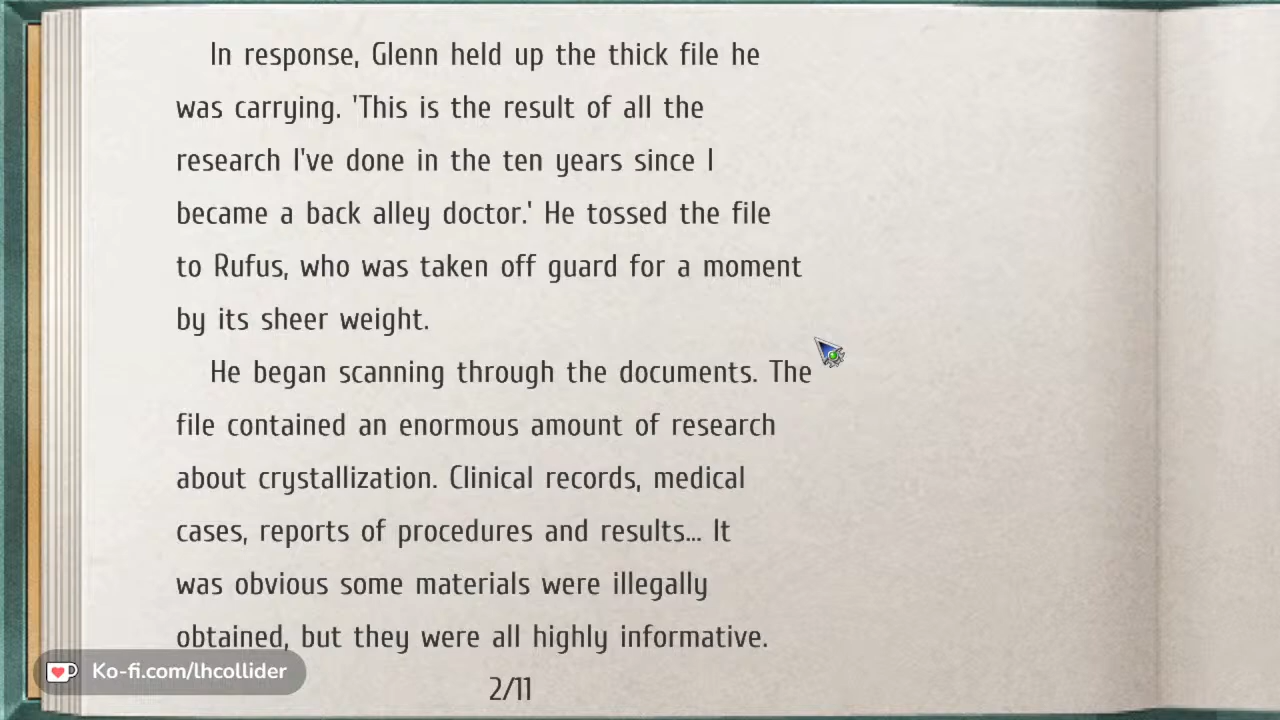 In response, Glenn held up the thick file he
was carrying. 'This is the result of all the
research I've done in the ten years since I
became a back alley doctor.' He tossed the file
to Rufus, who was taken off guard for a moment
by its sheer weight.
He began scanning through the documents. The
file contained an enormous amount of research
about crystallization. Clinical records, medical
cases, reports of procedures and results... It
was obvious some materials were illegally
obtained, but they were all highly informative.
Ko-fi.com/lhcollider
2/11